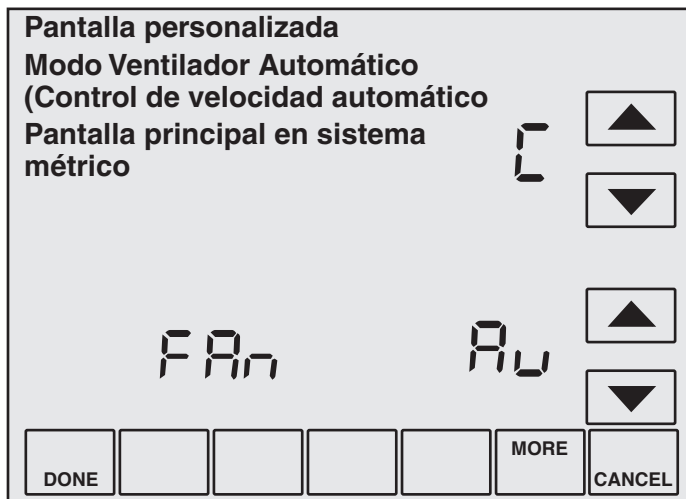 Pantalla personalizada
Modo Ventilador Automático
(Control de velocidad automático
Pantalla principal en sistema
métrico
C
FAn Au
DONE MORE CANCEL